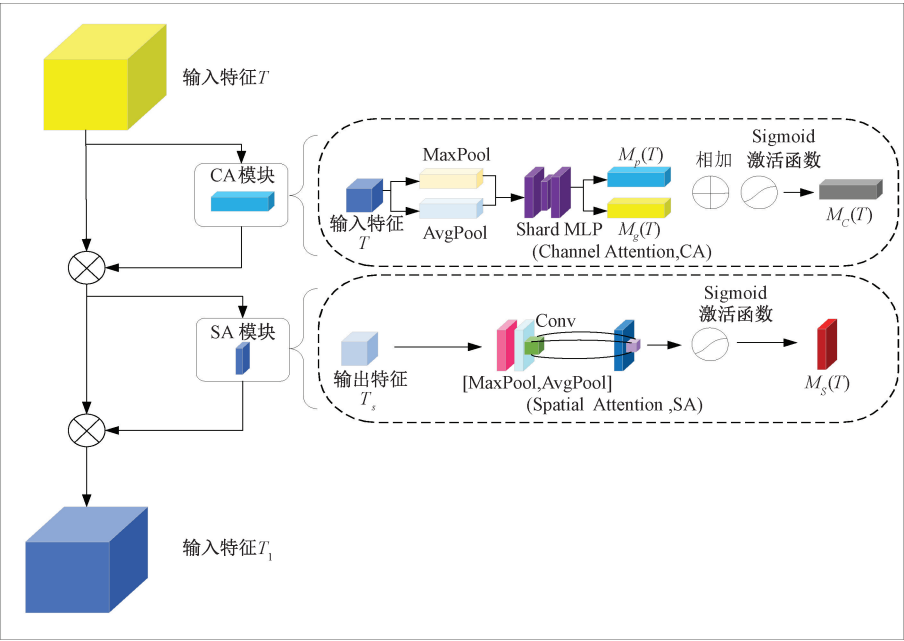 输入特征T
CA 模块
MaxPool
AvgPool
输入特征
T
Shard MLP
Mp(T)
Mg(T)
相加
Sigmoid
激活函数
MC(T)
(Channel Attention,CA)
SA 模块
输出特征
Ts
Conv
[MaxPool,AvgPool]
Sigmoid
激活函数
MS(T)
(Spatial Attention ,SA)
输入特征T1